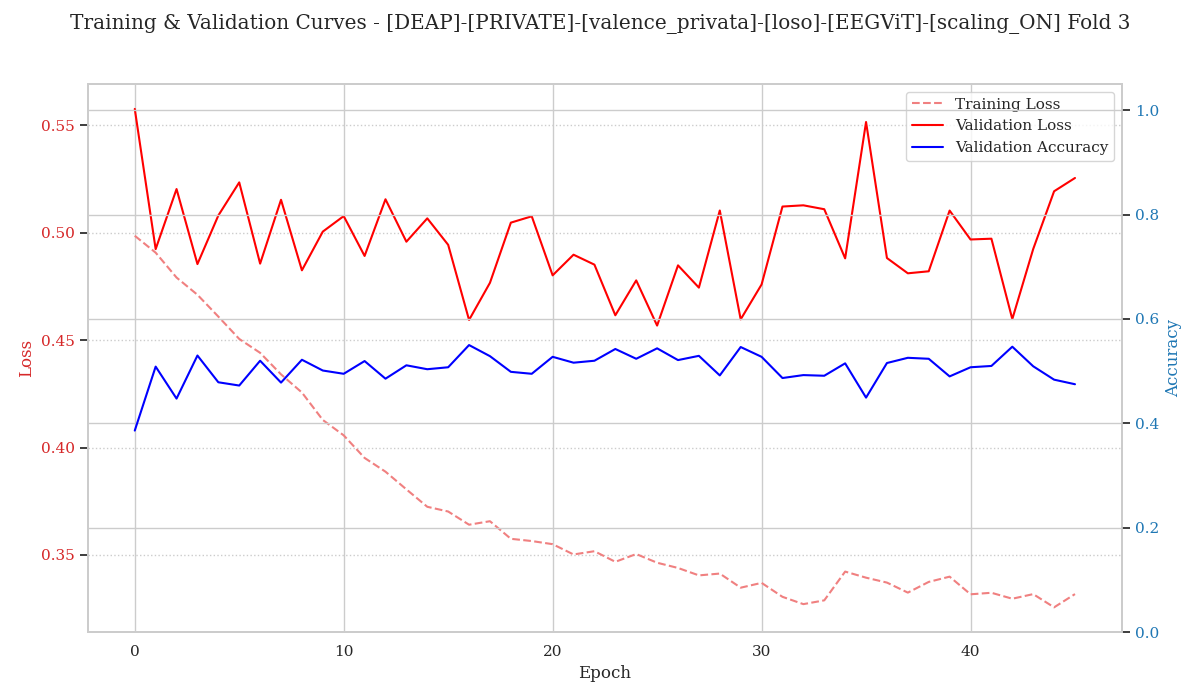 Training & Validation Curves - [DEAP]-[PRIVATE]-[valence_privata]-[loso]-[EEGViT]-[scaling_ON] Fold 3
Training Loss
Validation Loss
Validation Accuracy
0.55
0.50
0.45
0.40
0.35
Loss
1.0
0.8
0.6
0.4
0.2
0.0
Accuracy
0
10
20
30
40
Epoch